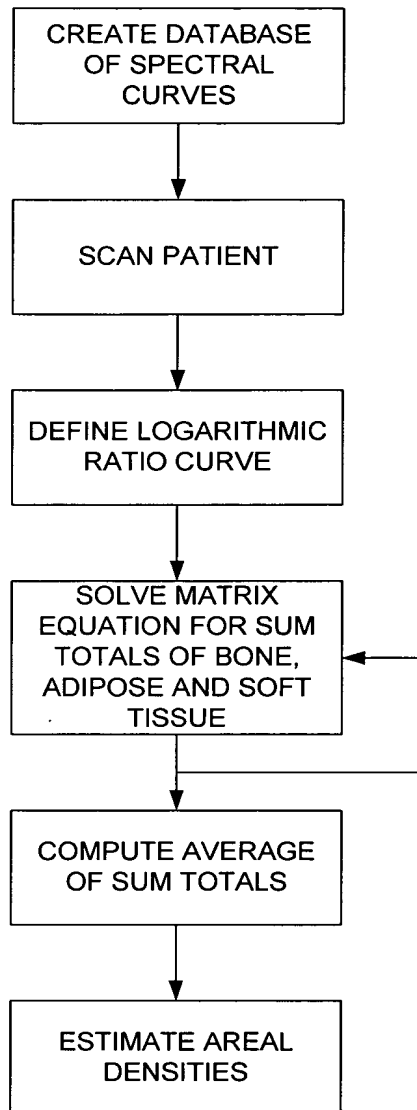 CREATE DATABASE
OF SPECTRAL
CURVES
SCAN PATIENT
DEFINE LOGARITHMIC
RATIO CURVE
SOLVE MATRIX
EQUATION FOR SUM
TOTALS OF BONE,
ADIPOSE AND SOFT
TISSUE
COMPUTE AVERAGE
OF SUM TOTALS
ESTIMATE AREAL
DENSITIES